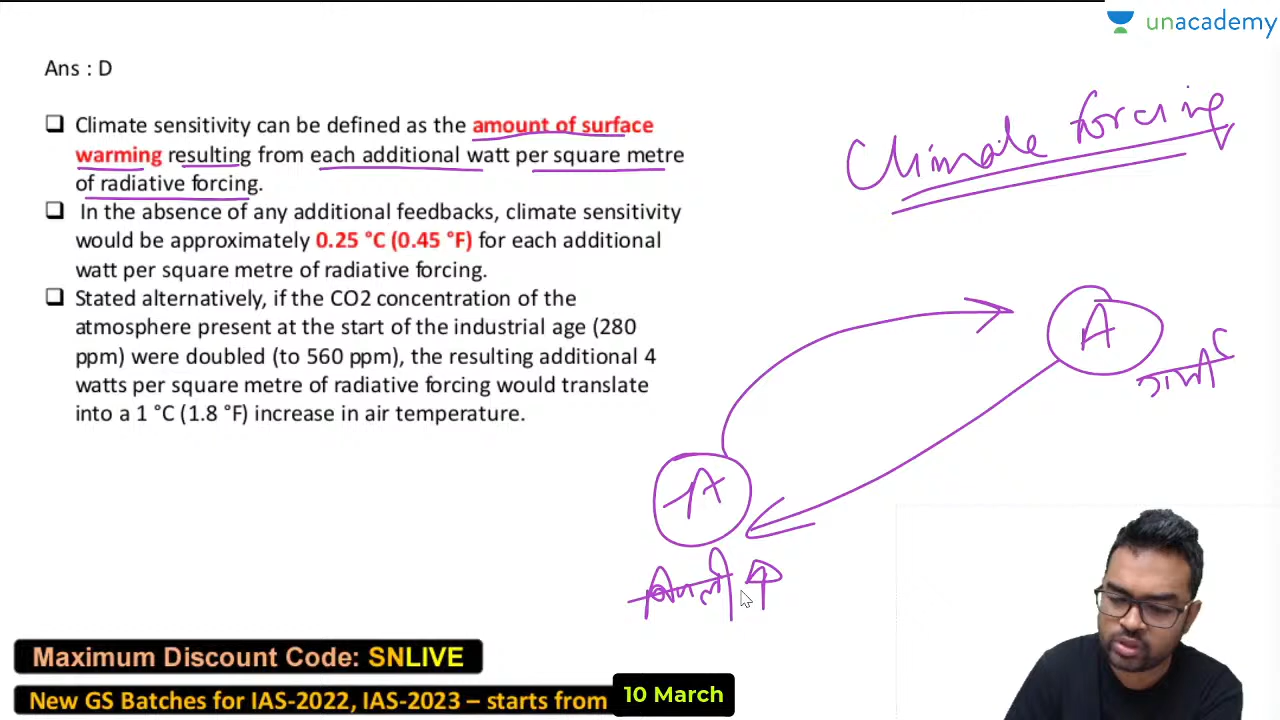 unacademy
Ans : D
Climate sensitivity can be defined as the amount of surface
warming resulting from each additional watt per square metre
of radiative forcing.
In the absence of any additional feedbacks, climate sensitivity
would be approximately 0.25 °C (0.45 °F) for each additional
watt per square metre of radiative forcing.
Stated alternatively, if the CO2 concentration of the
atmosphere present at the start of the industrial age (280
ppm) were doubled (to 560 ppm), the resulting additional 4
watts per square metre of radiative forcing would translate
into a 1 °C (1.8 °F) increase in air temperature.
Climate forcing
A
गर्मी
A
बिजली
Maximum Discount Code: SNLIVE
New GS Batches for IAS-2022, IAS-2023 – starts from 10 March